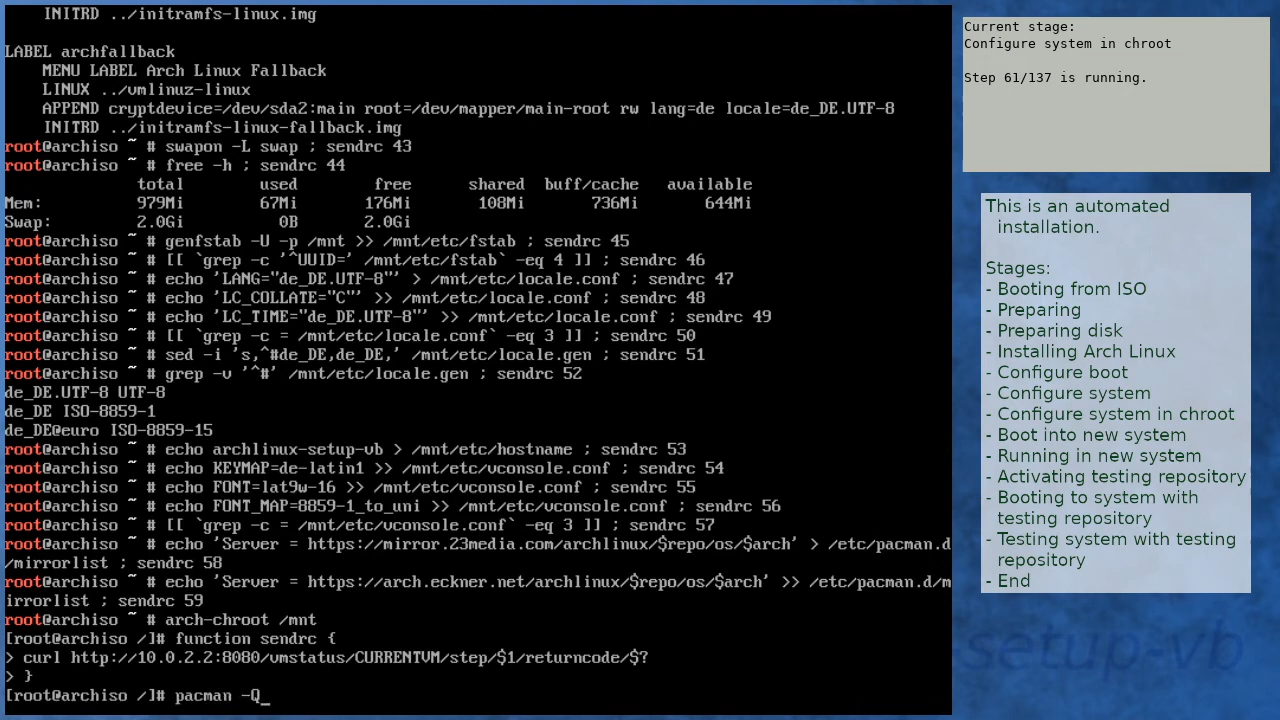 INITRD ../initramfs-linux.img

LABEL archfallback
    MENU LABEL Arch Linux Fallback
    LINUX ../vmlinuz-linux
    APPEND cryptdevice=/dev/sda2:main root=/dev/mapper/main-root rw lang=de locale=de_DE.UTF-8
    INITRD ../initramfs-linux-fallback.img
root@archiso ~ # swapon -L swap ; sendrc 43
root@archiso ~ # free -h ; sendrc 44
              total        used        free      shared  buff/cache   available
Mem:          979Mi        67Mi       176Mi       108Mi       736Mi       644Mi
Swap:         2.0Gi          0B       2.0Gi
root@archiso ~ # genfstab -U -p /mnt >> /mnt/etc/fstab ; sendrc 45
root@archiso ~ # [[ `grep -c '^UUID=' /mnt/etc/fstab` -eq 4 ]] ; sendrc 46
root@archiso ~ # echo 'LANG="de_DE.UTF-8"' > /mnt/etc/locale.conf ; sendrc 47
root@archiso ~ # echo 'LC_COLLATE="C"' >> /mnt/etc/locale.conf ; sendrc 48
root@archiso ~ # echo 'LC_TIME="de_DE.UTF-8"' >> /mnt/etc/locale.conf ; sendrc 49
root@archiso ~ # [[ `grep -c = /mnt/etc/locale.conf` -eq 3 ]] ; sendrc 50
root@archiso ~ # sed -i 's,^#de_DE,de_DE,' /mnt/etc/locale.gen ; sendrc 51
root@archiso ~ # grep -v '^#' /mnt/etc/locale.gen ; sendrc 52
de_DE.UTF-8 UTF-8
de_DE ISO-8859-1
de_DE@euro ISO-8859-15
root@archiso ~ # echo archlinux-setup-vb > /mnt/etc/hostname ; sendrc 53
root@archiso ~ # echo KEYMAP=de-latin1 >> /mnt/etc/vconsole.conf ; sendrc 54
root@archiso ~ # echo FONT=lat9w-16 >> /mnt/etc/vconsole.conf ; sendrc 55
root@archiso ~ # echo FONT_MAP=8859-1_to_uni >> /mnt/etc/vconsole.conf ; sendrc 56
root@archiso ~ # [[ `grep -c = /mnt/etc/vconsole.conf` -eq 3 ]] ; sendrc 57
root@archiso ~ # echo 'Server = https://mirror.23media.com/archlinux/$repo/os/$arch' > /etc/pacman.d
/mirrorlist ; sendrc 58
root@archiso ~ # echo 'Server = https://arch.eckner.net/archlinux/$repo/os/$arch' >> /etc/pacman.d/m
irrorlist ; sendrc 59
root@archiso ~ # arch-chroot /mnt
[root@archiso /]# function sendrc {
> curl http://10.0.2.2:8080/vmstatus/CURRENTVM/step/$1/returncode/$?
> }
[root@archiso /]# pacman -Q_
Current stage:
Configure system in chroot

Step 61/137 is running.
This is an automated
installation.

Stages:
- Booting from ISO
- Preparing
- Preparing disk
- Installing Arch Linux
- Configure boot
- Configure system
- Configure system in chroot
- Boot into new system
- Running in new system
- Activating testing repository
- Booting to system with
testing repository
- Testing system with testing
repository
- End
setup-vb